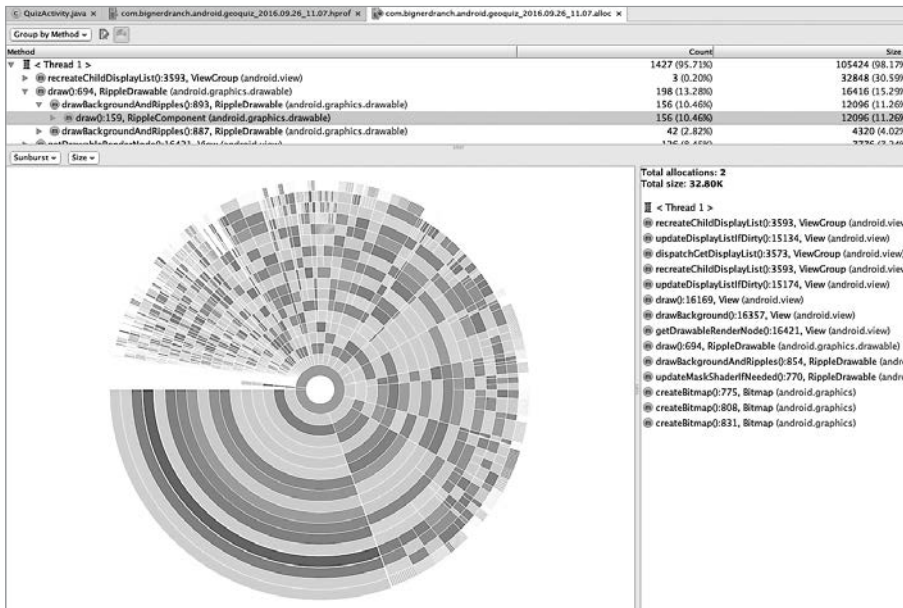 QuizActivity.java × com.bignerdranch.android.geoquiz_2016.09.26_11.07.hprof × com.bignerdranch.android.geoquiz_2016.09.26_11.07.alloc ×
Group by Method
Method Count Size
< Thread 1 > 1427 (95.71%) 105424 (98.17%
recreateChildDisplayList():3593, ViewGroup (android.view) 3 (0.20%) 32848 (30.59%
draw():694, RippleDrawable (android.graphics.drawable) 198 (13.28%) 16416 (15.29%
drawBackgroundAndRipples():893, RippleDrawable (android.graphics.drawable) 156 (10.46%) 12096 (11.26%
draw():159, RippleComponent (android.graphics.drawable) 156 (10.46%) 12096 (11.26%
drawBackgroundAndRipples():887, RippleDrawable (android.graphics.drawable) 42 (2.82%) 4320 (4.02%
Sunburst Size
Total allocations: 2
Total size: 32.80K
< Thread 1 >
recreateChildDisplayList():3593, ViewGroup (android.view
updateDisplayListIfDirty():15134, View (android.view)
dispatchGetDisplayList():3573, ViewGroup (android.view)
recreateChildDisplayList():3593, ViewGroup (android.view
updateDisplayListIfDirty():15174, View (android.view)
draw():16169, View (android.view)
drawBackground():16357, View (android.view)
getDrawableRenderNode():16421, View (android.view)
draw():694, RippleDrawable (android.graphics.drawable)
drawBackgroundAndRipples():854, RippleDrawable (andro
updateMaskShaderIfNeeded():770, RippleDrawable (andro
createBitmap():775, Bitmap (android.graphics)
createBitmap():808, Bitmap (android.graphics)
createBitmap():831, Bitmap (android.graphics)